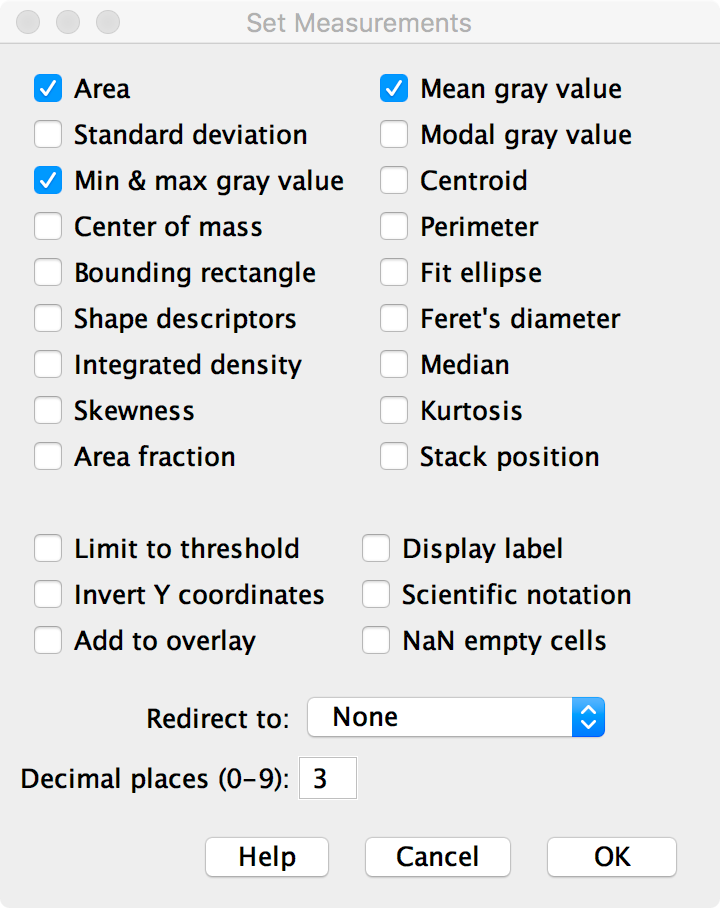 Set Measurements
Area
Mean gray value
Standard deviation
Modal gray value
Min & max gray value
Centroid
Center of mass
Perimeter
Bounding rectangle
Fit ellipse
Shape descriptors
Feret's diameter
Integrated density
Median
Skewness
Kurtosis
Area fraction
Stack position
Limit to threshold
Display label
Invert Y coordinates
Scientific notation
Add to overlay
NaN empty cells
Redirect to: None
Decimal places (0-9): 3
Help
Cancel
OK